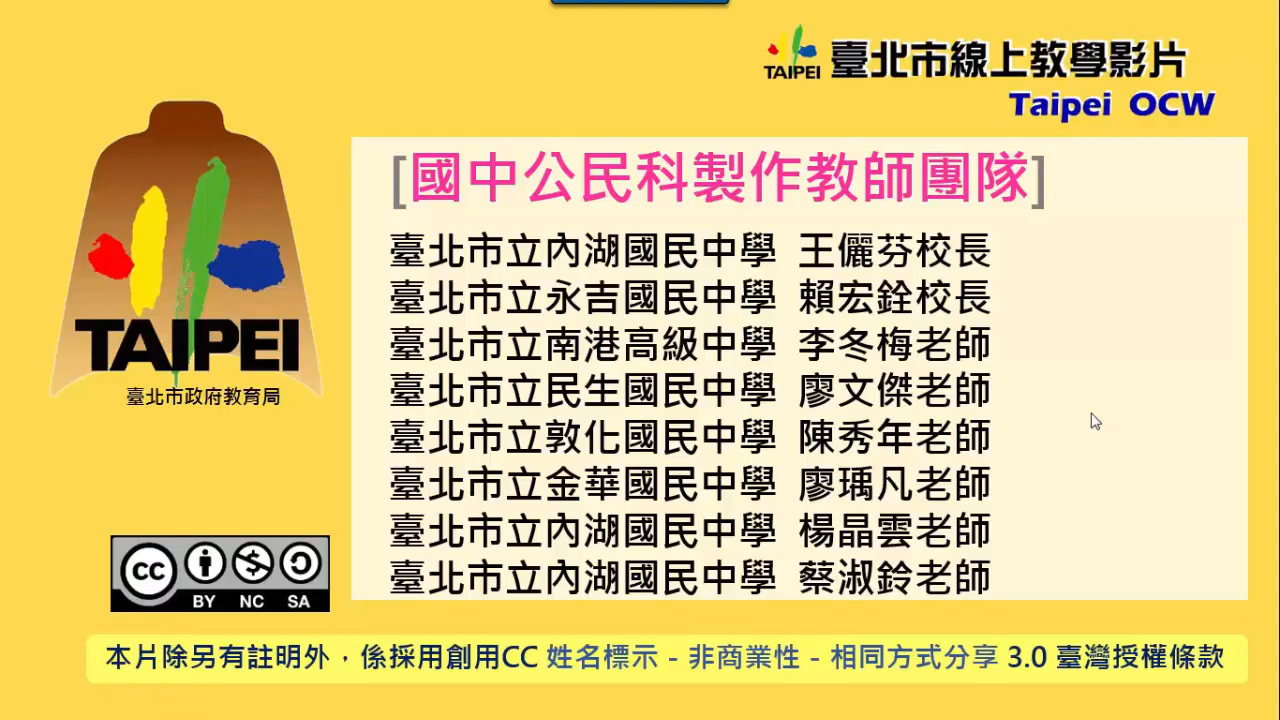 TAIPEI 臺北市線上教學影片
Taipei OCW
TAIPEI
臺北市政府教育局
[國中公民科製作教師團隊]
臺北市立內湖國民中學 王儷芬校長
臺北市立永吉國民中學 賴宏銓校長
臺北市立南港高級中學 李冬梅老師
臺北市立民生國民中學 廖文傑老師
臺北市立敦化國民中學 陳秀年老師
臺北市立金華國民中學 廖瑀凡老師
臺北市立內湖國民中學 楊晶雲老師
臺北市立內湖國民中學 蔡淑鈴老師
CC BY NC SA
本片除另有註明外，係採用創用CC 姓名標示 - 非商業性 - 相同方式分享 3.0 臺灣授權條款